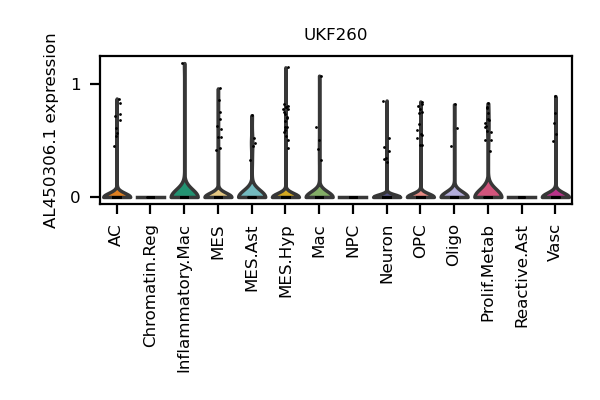 UKF260
AL450306.1 expression
1
0
AC
Chromatin.Reg
Inflammatory.Mac
MES
MES.Ast
MES.Hyp
Mac
NPC
Neuron
OPC
Oligo
Prolif.Metab
Reactive.Ast
Vasc